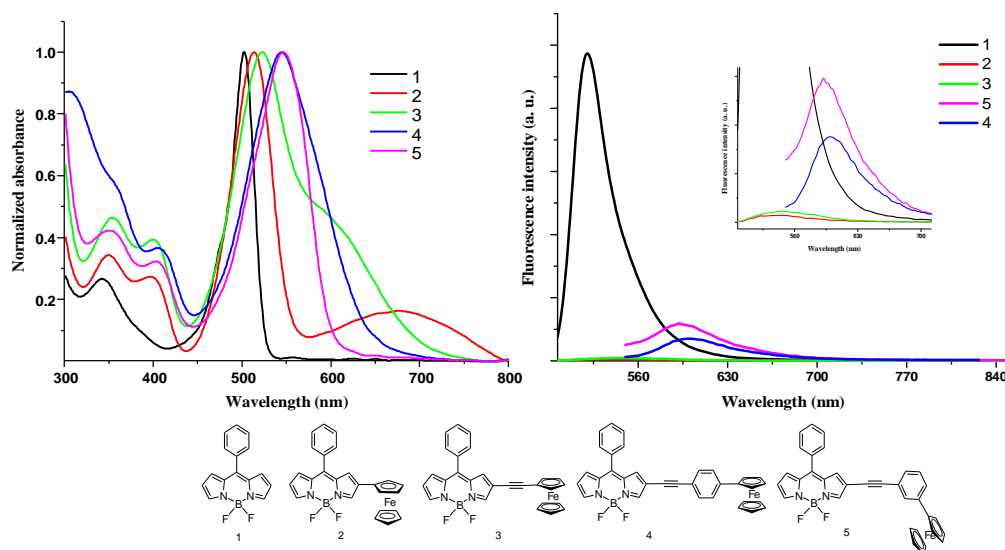 1.0
0.8
0.6
0.4
0.2
Normalized absorbance
300
400
500
600
700
800
Wavelength (nm)
1
2
3
4
5
Fluorescence intensity (a. u.)
560
630
700
770
840
Wavelength (nm)
1
2
3
5
4
Fluorescence intensity (a. u.)
560
630
700
Wavelength (nm)
N
B
N
F
F
1
N
B
N
F
F
Fe
2
N
B
N
F
F
Fe
3
N
B
N
F
F
Fe
4
N
B
N
F
F
Fe
5